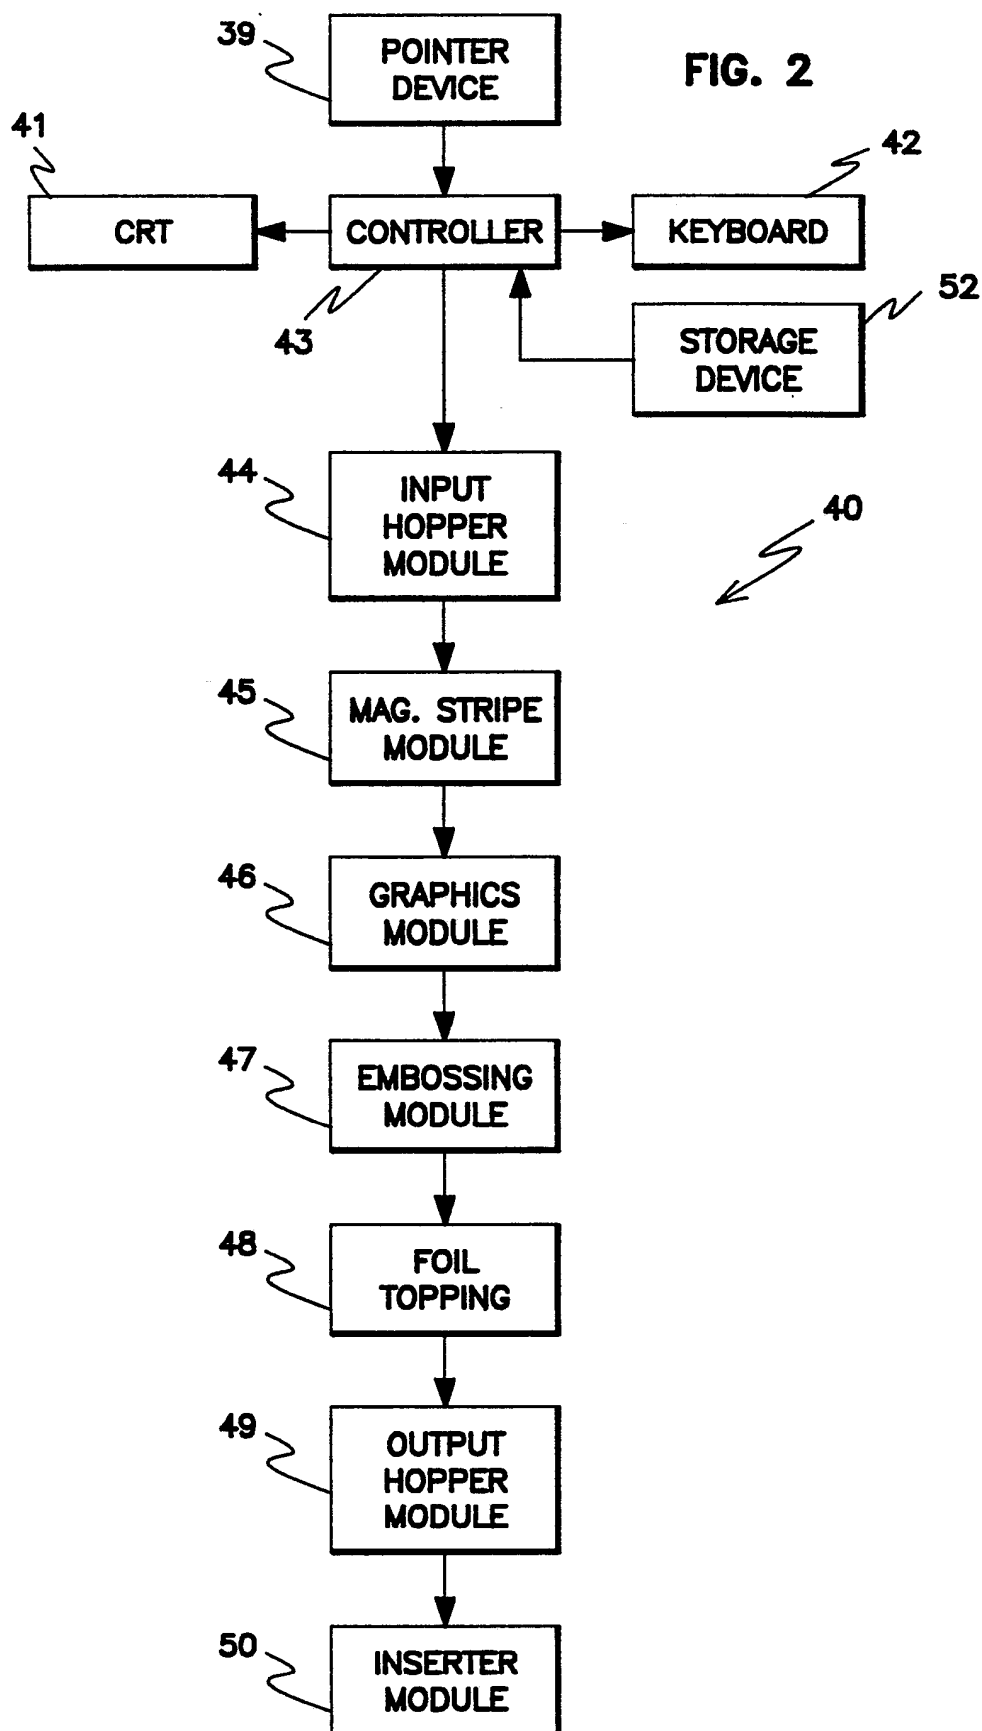 39
POINTER
DEVICE
FIG. 2
41
CRT
CONTROLLER
42
KEYBOARD
43
52
STORAGE
DEVICE
44
INPUT
HOPPER
MODULE
40
45
MAG. STRIPE
MODULE
46
GRAPHICS
MODULE
47
EMBOSSING
MODULE
48
FOIL
TOPPING
49
OUTPUT
HOPPER
MODULE
50
INSERTER
MODULE